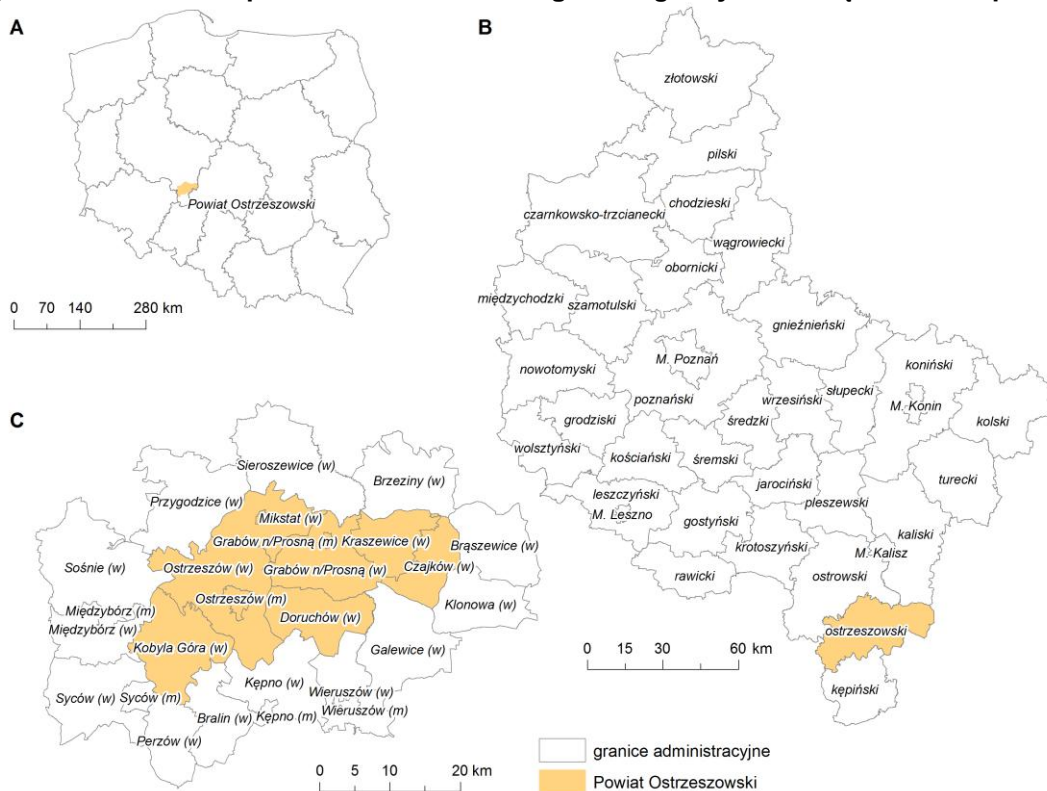 A
Powiat Ostrzeszowski
0 70 140 280 km
B
złotowski
pilski
chodzieski
czarnkowsko-trzcianecki
wągrowiecki
obornicki
międzychodzki
szamotulski
gnieźnieński
M. Poznań
koniński
nowotomyski
słupecki
poznański
wrzesiński
M. Konin
grodziski
średzki
kolski
wolsztyński
kościański
śremski
turecki
jarociński
leszczyński
pleszewski
M. Leszno
gostyński
kaliski
krotoszyński
M. Kalisz
rawicki
ostrowski
ostrzeszowski
kępiński
0 15 30 60 km
C
Sieroszewice (w)
Brzeziny (w)
Przygodzice (w)
Mikstat (w)
Grabów n/Prosną (m)
Kraszewice (w)
Brąszewice (w)
Sośnie (w)
Ostrzeszów (w)
Grabów n/Prosną (w)
Czajków (w)
Ostrzeszów (m)
Klonowa (w)
Międzybórz (m)
Doruchów (w)
Międzybórz (w)
Kobyla Góra (w)
Galewice (w)
Kępno (w)
Syców (w)
Syców (m)
Wieruszów (w)
Bralin (w)
Kępno (m)
Wieruszów (m)
Perzów (w)
0 5 10 20 km
granice administracyjne
Powiat Ostrzeszowski